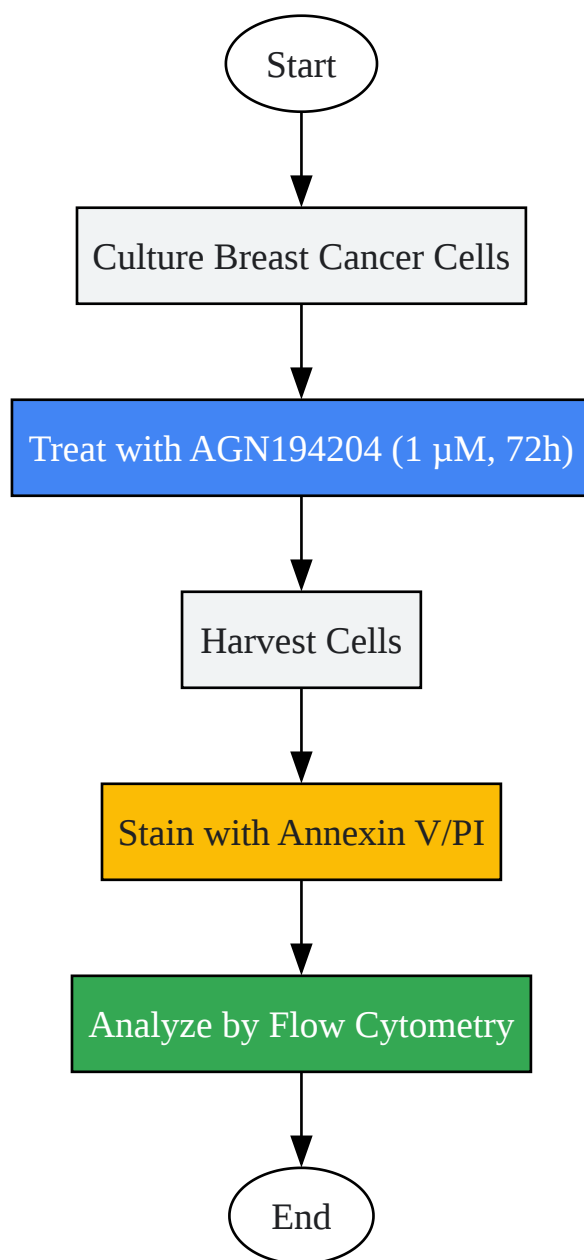 Start
Culture Breast Cancer Cells
Treat with AGN194204 (1 µM, 72h)
Harvest Cells
Stain with Annexin V/PI
Analyze by Flow Cytometry
End